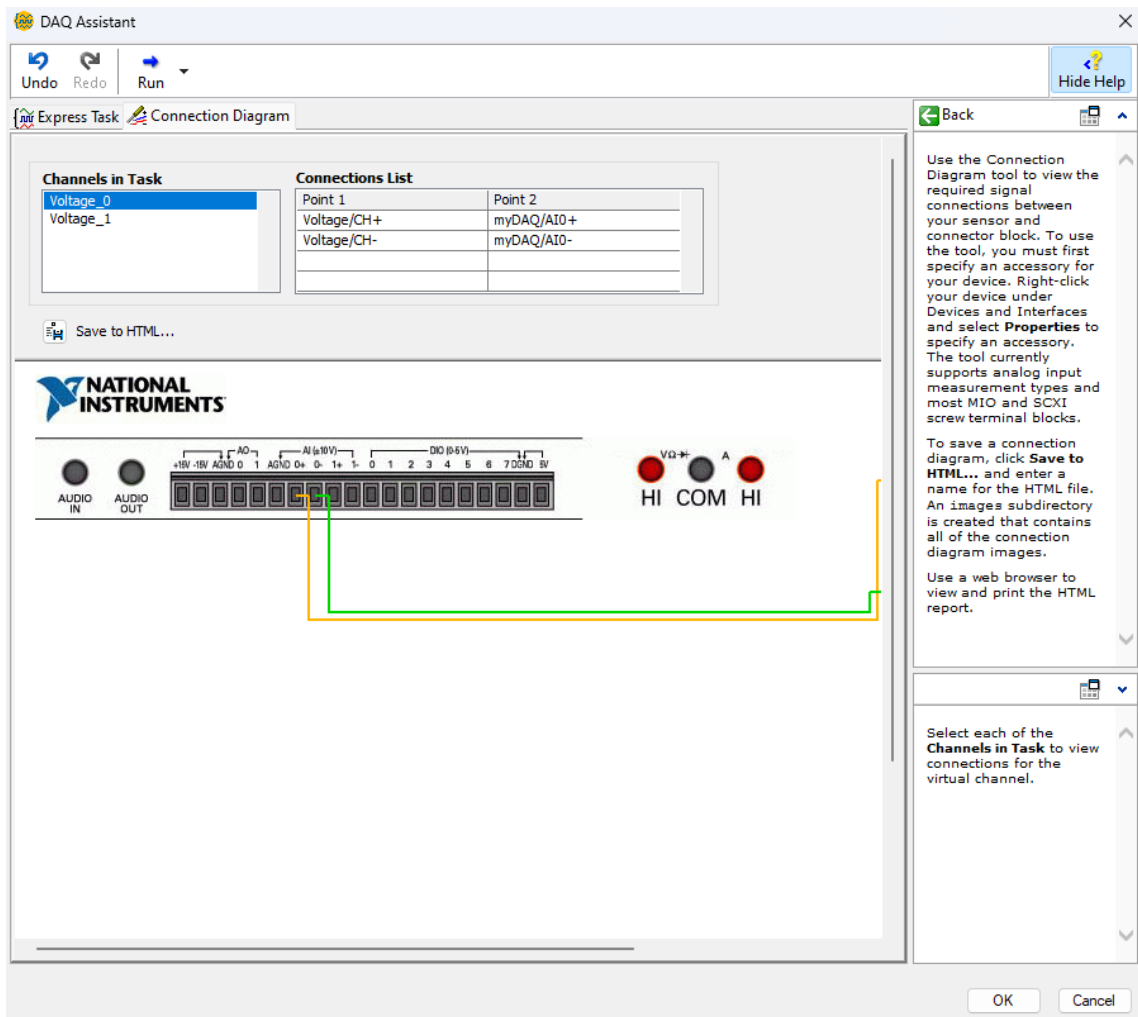 DAQ Assistant
Undo Redo Run
Hide Help
Express Task Connection Diagram
Back
Channels in Task
Voltage_0
Voltage_1
Connections List
Point 1 Point 2
Voltage/CH+ myDAQ/AI0+
Voltage/CH- myDAQ/AI0-
Save to HTML...
NATIONAL
INSTRUMENTS
AO AI (±10V) DIO (0-5V)
+15V -15V AGND 0 1 AGND 0+ 0- 1+ 1- 0 1 2 3 4 5 6 7 DGND 5V
AUDIO
IN
AUDIO
OUT
VΩ A
HI COM HI
Use the Connection
Diagram tool to view the
required signal
connections between
your sensor and
connector block. To use
the tool, you must first
specify an accessory for
your device. Right-click
your device under
Devices and Interfaces
and select Properties to
specify an accessory.
The tool currently
supports analog input
measurement types and
most MIO and SCXI
screw terminal blocks.
To save a connection
diagram, click Save to
HTML... and enter a
name for the HTML file.
An images subdirectory
is created that contains
all of the connection
diagram images.
Use a web browser to
view and print the HTML
report.
Select each of the
Channels in Task to view
connections for the
virtual channel.
OK Cancel